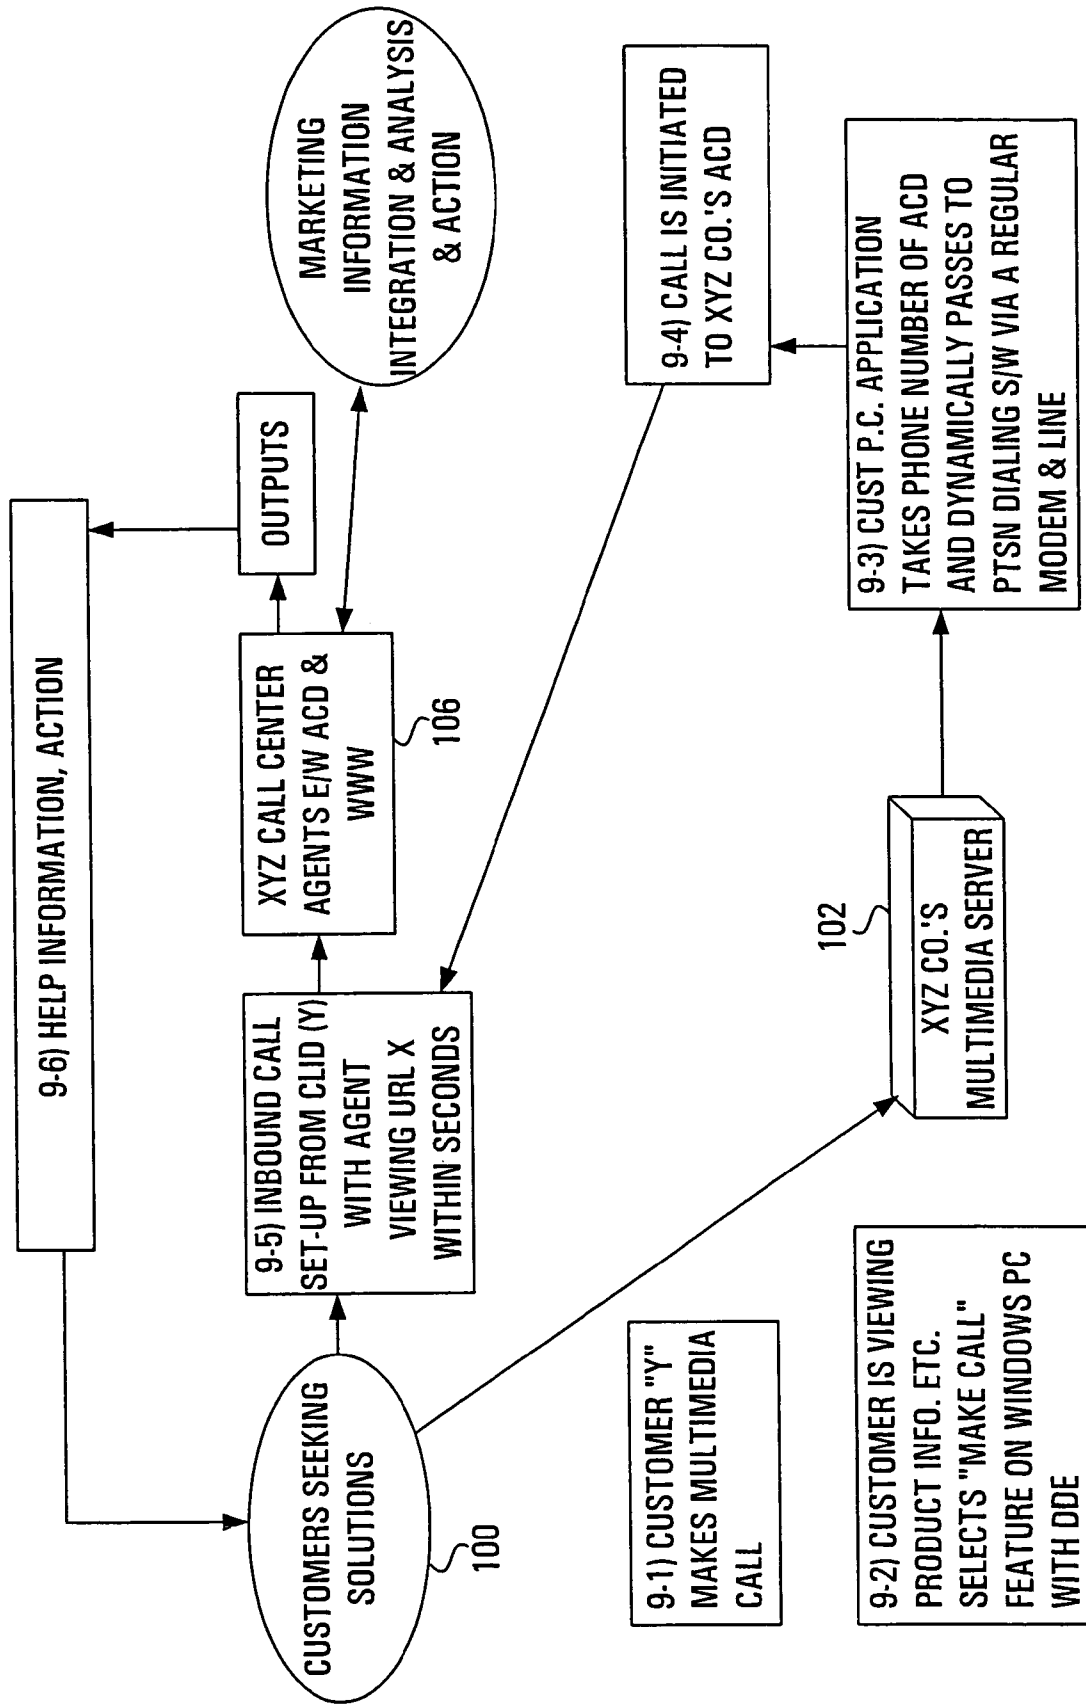 9-6) HELP INFORMATION, ACTION
CUSTOMERS SEEKING
SOLUTIONS
100
9-5) INBOUND CALL
SET-UP FROM CLID (Y)
WITH AGENT
VIEWING URL X
WITHIN SECONDS
XYZ CALL CENTER
AGENTS E/W ACD &
WWW
106
OUTPUTS
MARKETING
INFORMATION
INTEGRATION & ANALYSIS
& ACTION
9-1) CUSTOMER "Y"
MAKES MULTIMEDIA
CALL
9-4) CALL IS INITIATED
TO XYZ CO.'S ACD
9-2) CUSTOMER IS VIEWING
PRODUCT INFO. ETC.
SELECTS "MAKE CALL"
FEATURE ON WINDOWS PC
WITH DDE
102
XYZ CO.'S
MULTIMEDIA SERVER
9-3) CUST P.C. APPLICATION
TAKES PHONE NUMBER OF ACD
AND DYNAMICALLY PASSES TO
PTSN DIALING S/W VIA A REGULAR
MODEM & LINE